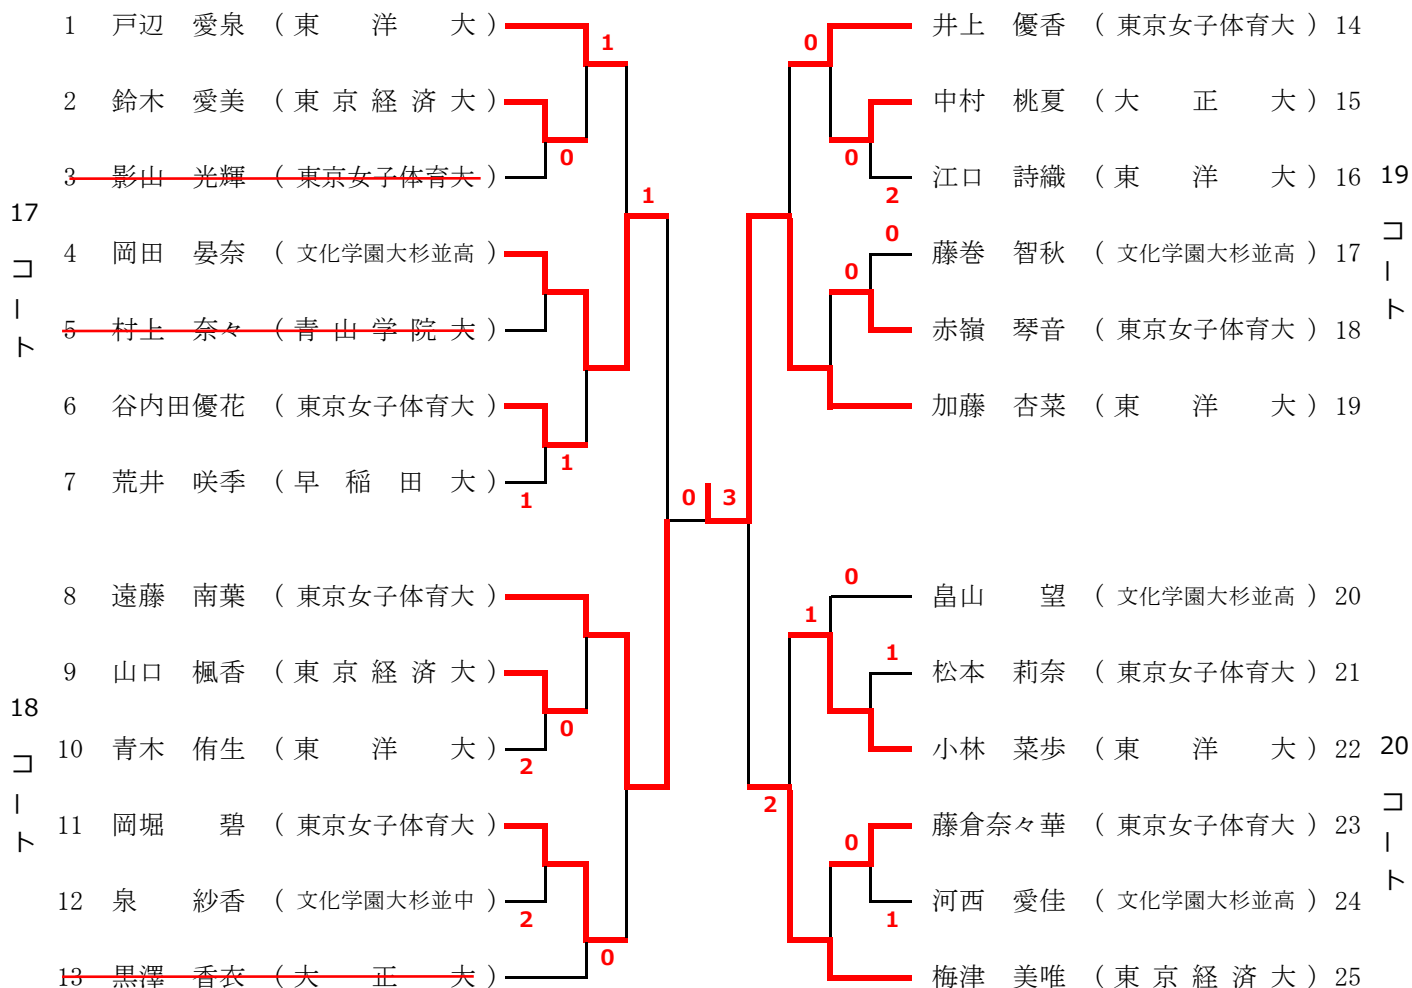 1 戸辺 愛泉 （東 洋 大）
2 鈴木 愛美 （東京経済大）
3 影山 光輝 （東京女子体育大）
4 岡田 晏奈 （文化学園大杉並高）
5 村上 奈々 （青山学院大）
6 谷内田優花 （東京女子体育大）
7 荒井 咲季 （早稲田大）
8 遠藤 南葉 （東京女子体育大）
9 山口 楓香 （東京経済大）
10 青木 侑生 （東 洋 大）
11 岡堀 碧 （東京女子体育大）
12 泉 紗香 （文化学園大杉並中）
13 黒澤 香衣 （大 正 大）
17コート
18コート
1
0
1
1
1
0
2
2
0
0 3
井上 優香 （東京女子体育大） 14
中村 桃夏 （大 正 大） 15
江口 詩織 （東 洋 大） 16
藤巻 智秋 （文化学園大杉並高） 17
赤嶺 琴音 （東京女子体育大） 18
加藤 杏菜 （東 洋 大） 19
畠山 望 （文化学園大杉並高） 20
松本 莉奈 （東京女子体育大） 21
小林 菜歩 （東 洋 大） 22
藤倉奈々華 （東京女子体育大） 23
河西 愛佳 （文化学園大杉並高） 24
梅津 美唯 （東京経済大） 25
19コート
20コート
0
0
2
0
0
0
1
1
2
0
1